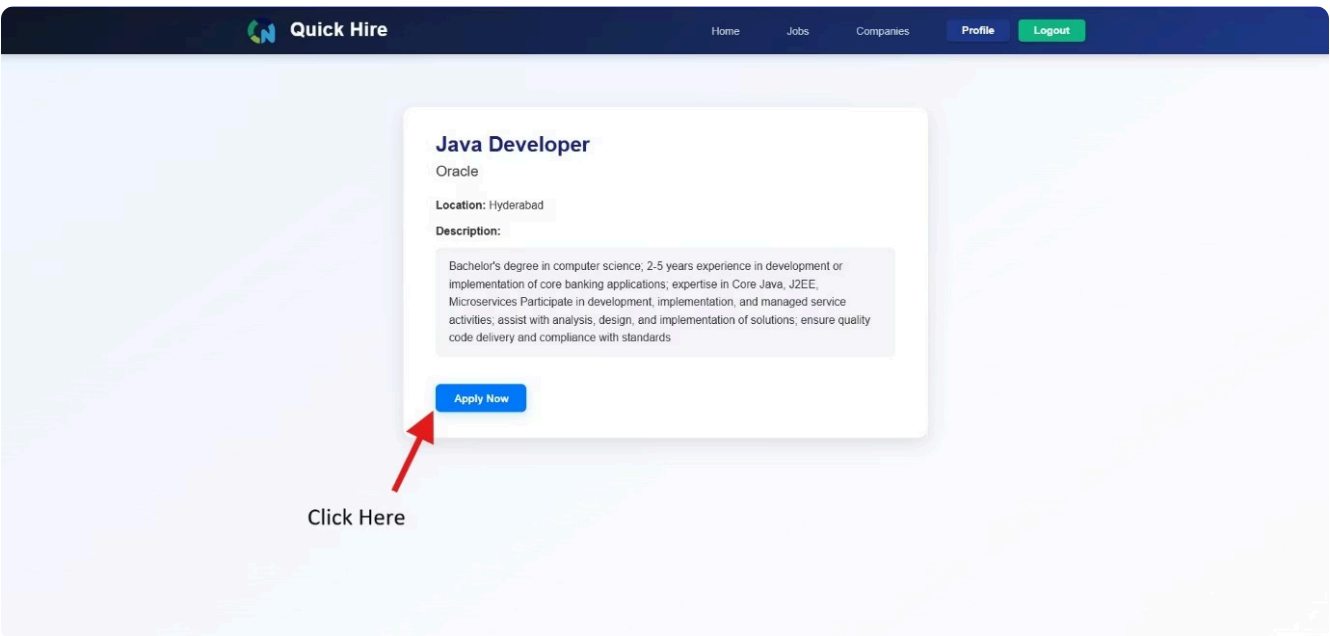 Quick Hire
Home Jobs Companies Profile Logout
Java Developer
Oracle
Location: Hyderabad
Description:
Bachelor's degree in computer science; 2-5 years experience in development or
implementation of core banking applications; expertise in Core Java, J2EE,
Microservices Participate in development, implementation, and managed service
activities; assist with analysis, design, and implementation of solutions; ensure quality
code delivery and compliance with standards
Apply Now
Click Here